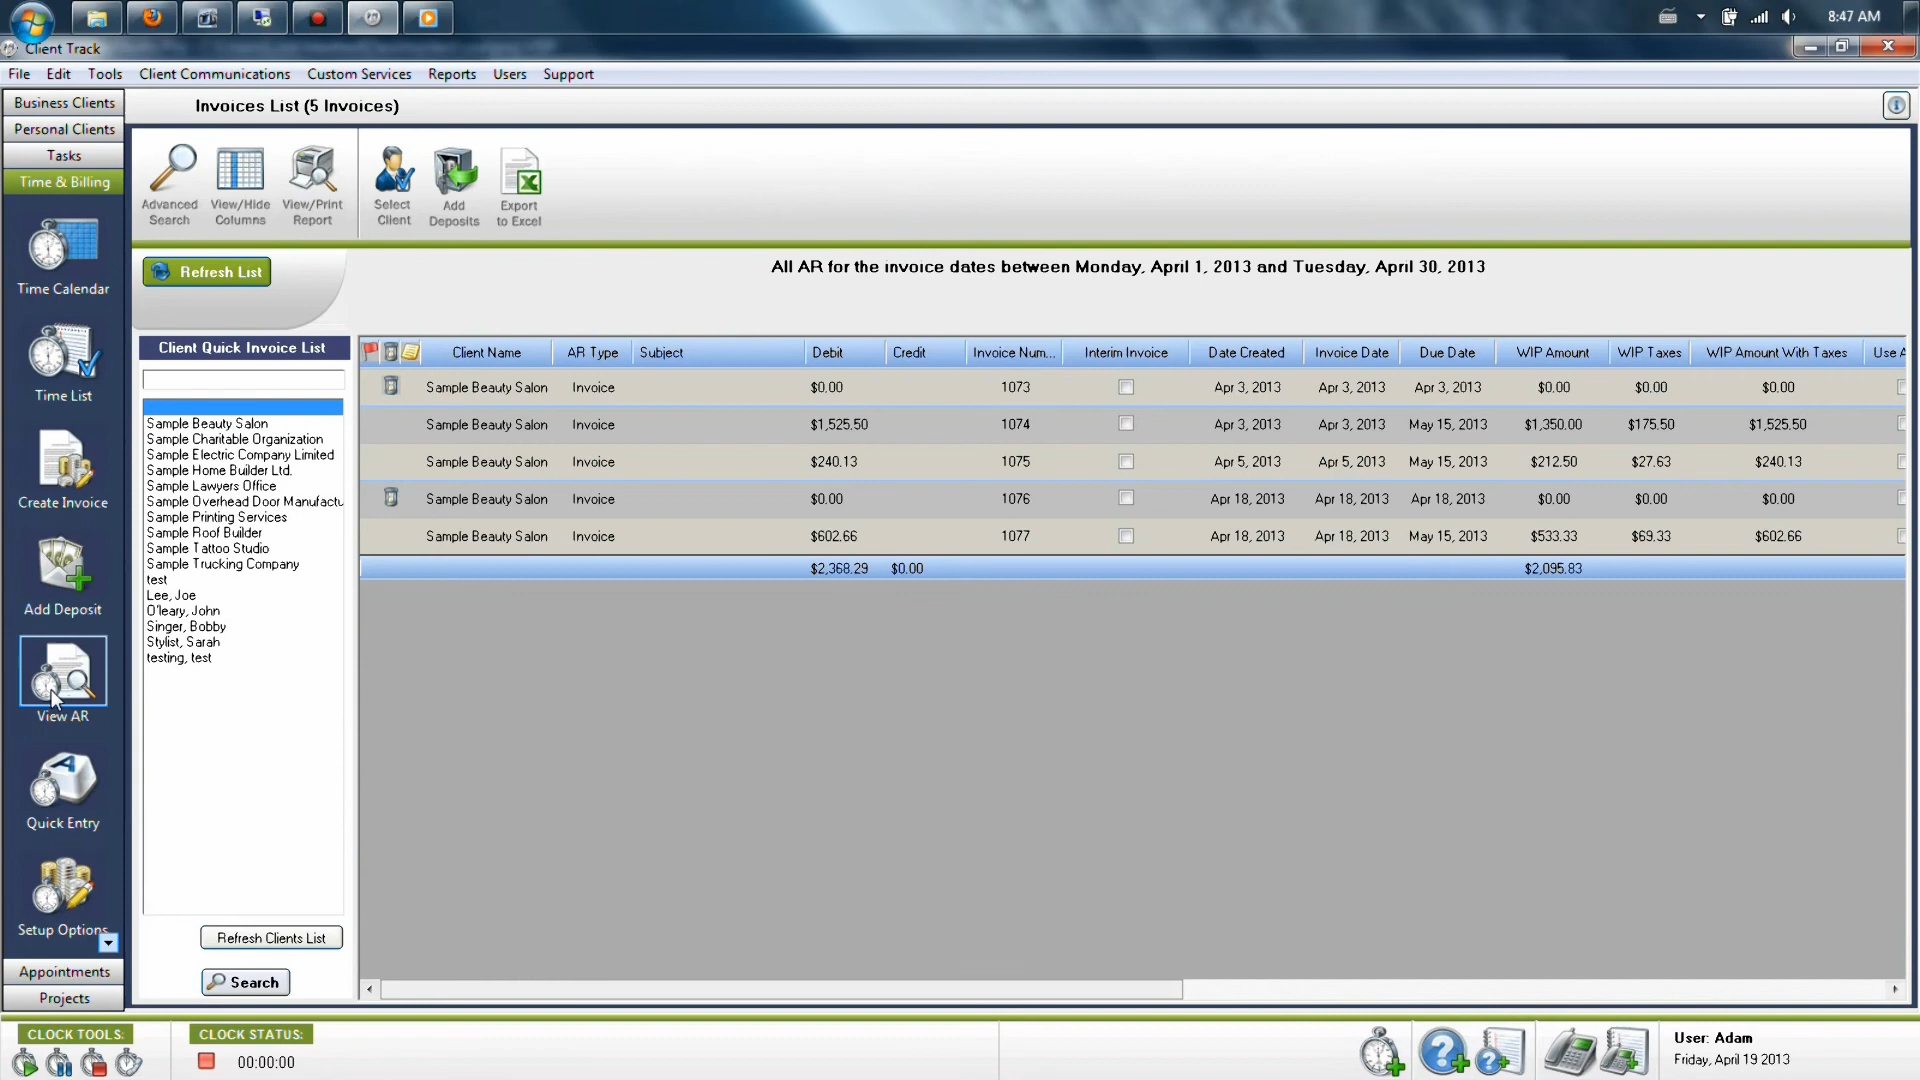 8:47 AM
Client Track
File Edit Tools Client Communications Custom Services Reports Users Support
Business Clients
Personal Clients
Tasks
Time & Billing
Time Calendar
Time List
Create Invoice
Add Deposit
View AR
Quick Entry
Setup Options
Appointments
Projects
Invoices List (5 Invoices)
Advanced Search
View/Hide Columns
View/Print Report
Select Client
Add Deposits
Export to Excel
Refresh List
All AR for the invoice dates between Monday, April 1, 2013 and Tuesday, April 30, 2013
Client Quick Invoice List
Sample Beauty Salon
Sample Charitable Organization
Sample Electric Company Limited
Sample Home Builder Ltd.
Sample Lawyers Office
Sample Overhead Door Manufactu
Sample Printing Services
Sample Roof Builder
Sample Tattoo Studio
Sample Trucking Company
test
Lee, Joe
O'leary, John
Singer, Bobby
Stylist, Sarah
testing, test
Refresh Clients List
Search
Client Name AR Type Subject Debit Credit Invoice Num... Interim Invoice Date Created Invoice Date Due Date WIP Amount WIP Taxes WIP Amount With Taxes Use A
Sample Beauty Salon Invoice $0.00 1073 Apr 3, 2013 Apr 3, 2013 Apr 3, 2013 $0.00 $0.00 $0.00
Sample Beauty Salon Invoice $1,525.50 1074 Apr 3, 2013 Apr 3, 2013 May 15, 2013 $1,350.00 $175.50 $1,525.50
Sample Beauty Salon Invoice $240.13 1075 Apr 5, 2013 Apr 5, 2013 May 15, 2013 $212.50 $27.63 $240.13
Sample Beauty Salon Invoice $0.00 1076 Apr 18, 2013 Apr 18, 2013 Apr 18, 2013 $0.00 $0.00 $0.00
Sample Beauty Salon Invoice $602.66 1077 Apr 18, 2013 Apr 18, 2013 May 15, 2013 $533.33 $69.33 $602.66
$2,368.29 $0.00 $2,095.83
CLOCK TOOLS:
CLOCK STATUS:
00:00:00
User: Adam
Friday, April 19 2013